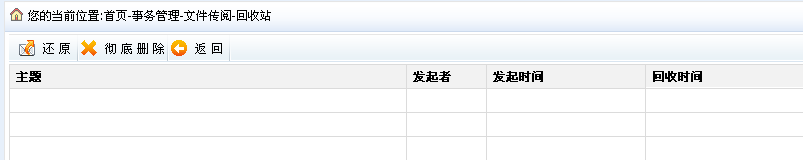 您的当前位置:首页-事务管理-文件传阅-回收站
还 原 彻 底 删 除 返 回
主题 发起者 发起时间 回收时间